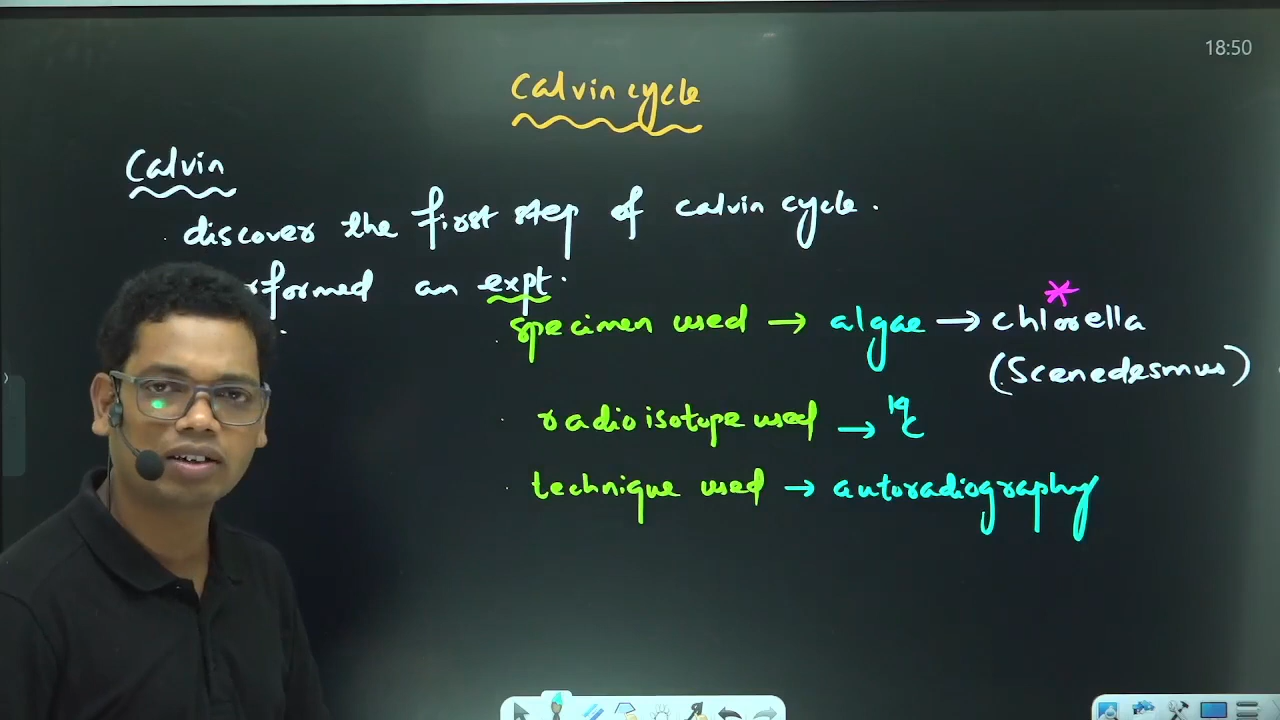 18:50
Calvin cycle
Calvin
discover the first step of calvin cycle.
rformed an expt.
specimen used → algae → chlorella
(Scenedesmus)
radioisotope used → ¹⁴C
technique used → autoradiography